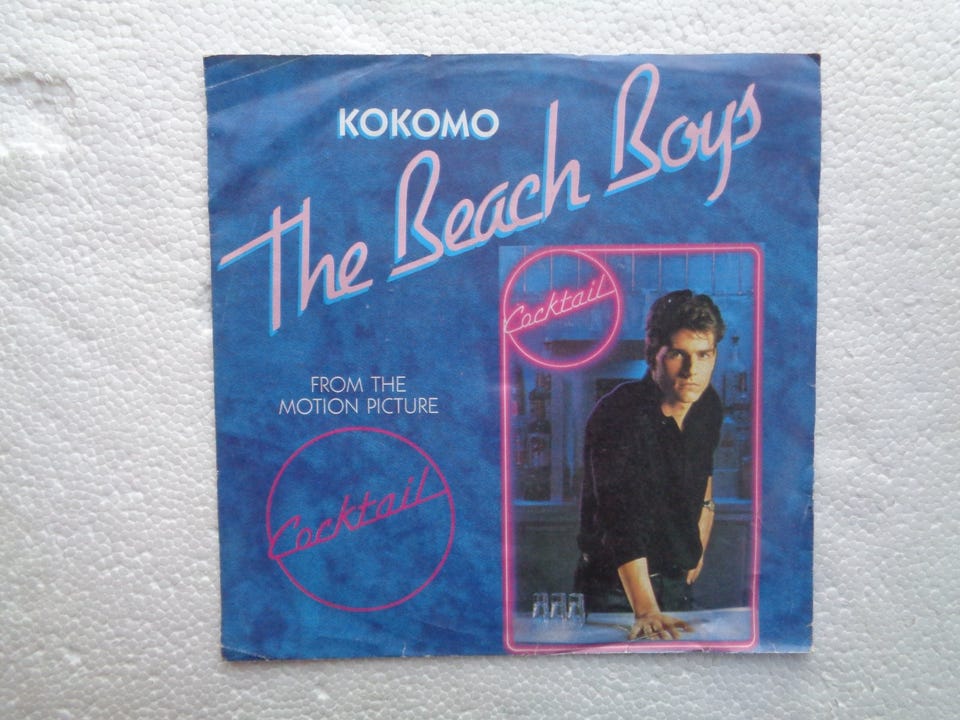 KOKOMO
The Beach Boys
Cocktail
FROM THE
MOTION PICTURE
Cocktail